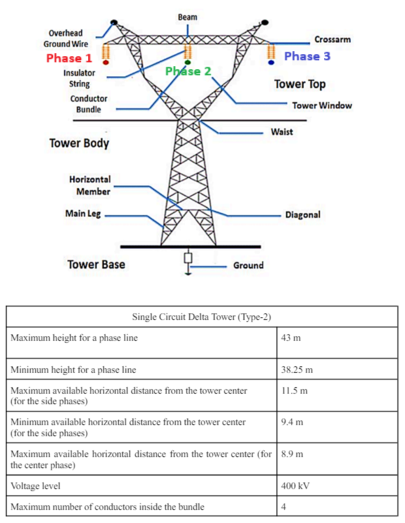 Beam
Overhead
Ground Wire
Crossarm
Phase 1
Phase 2
Phase 3
Insulator
String
Tower Top
Conductor
Bundle
Tower Window
Waist
Tower Body
Horizontal
Member
Main Leg
Diagonal
Tower Base
Ground
Single Circuit Delta Tower (Type-2)
Maximum height for a phase line 43 m
Minimum height for a phase line 38.25 m
Maximum available horizontal distance from the tower center 11.5 m
(for the side phases)
Minimum available horizontal distance from the tower center 9.4 m
(for the side phases)
Maximum available horizontal distance from the tower center (for 8.9 m
the center phase)
Voltage level 400 kV
Maximum number of conductors inside the bundle 4